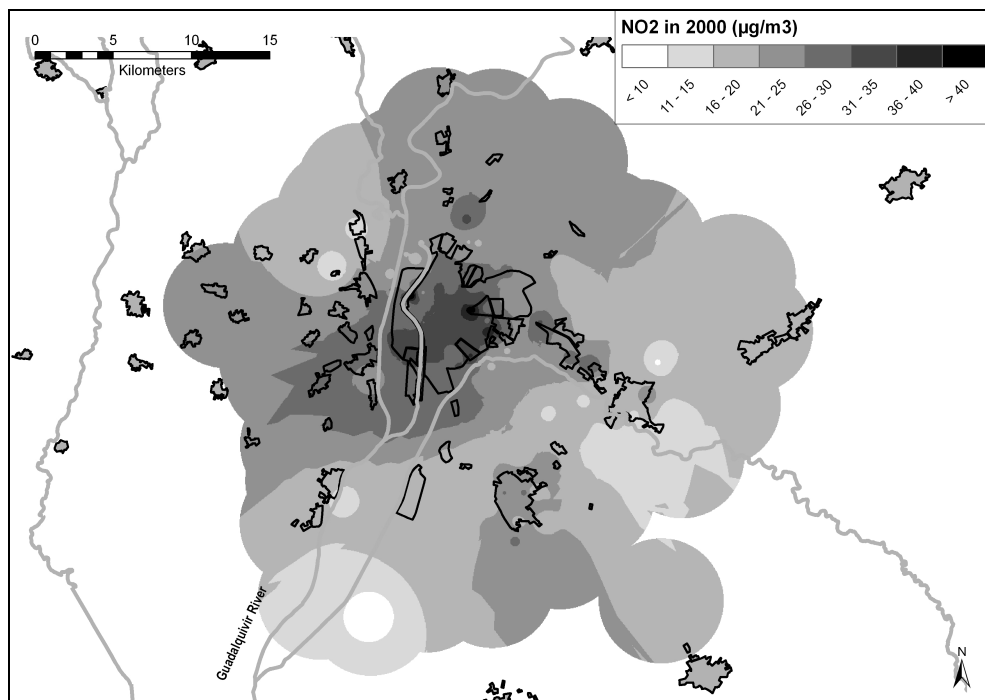 NO2 in 2000 (µg/m3)
< 10
11 - 15
16 - 20
21 - 25
26 - 30
31 - 35
36 - 40
> 40
0 5 10 15
Kilometers
Guadalquivir River
N